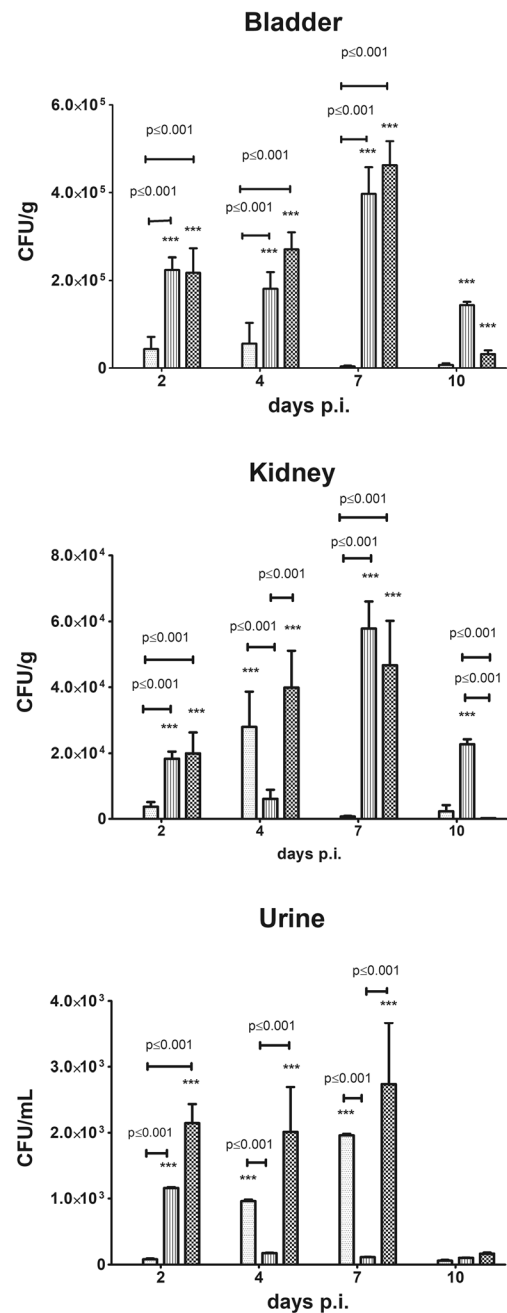 Bladder
p≤0.001
p≤0.001
p≤0.001
p≤0.001
p≤0.001
p≤0.001
*** ***
*** ***
*** ***
*** ***
6.0×10⁵
4.0×10⁵
2.0×10⁵
0
CFU/g
2 4 7 10
days p.i.
Kidney
p≤0.001
p≤0.001
p≤0.001
p≤0.001
p≤0.001
p≤0.001
p≤0.001
p≤0.001
*** ***
*** ***
*** ***
***
8.0×10⁴
6.0×10⁴
4.0×10⁴
2.0×10⁴
0
CFU/g
2 4 7 10
days p.i.
Urine
p≤0.001
p≤0.001
p≤0.001
p≤0.001
p≤0.001
p≤0.001
*** ***
*** ***
*** ***
4.0×10³
3.0×10³
2.0×10³
1.0×10³
0
CFU/mL
2 4 7 10
days p.i.